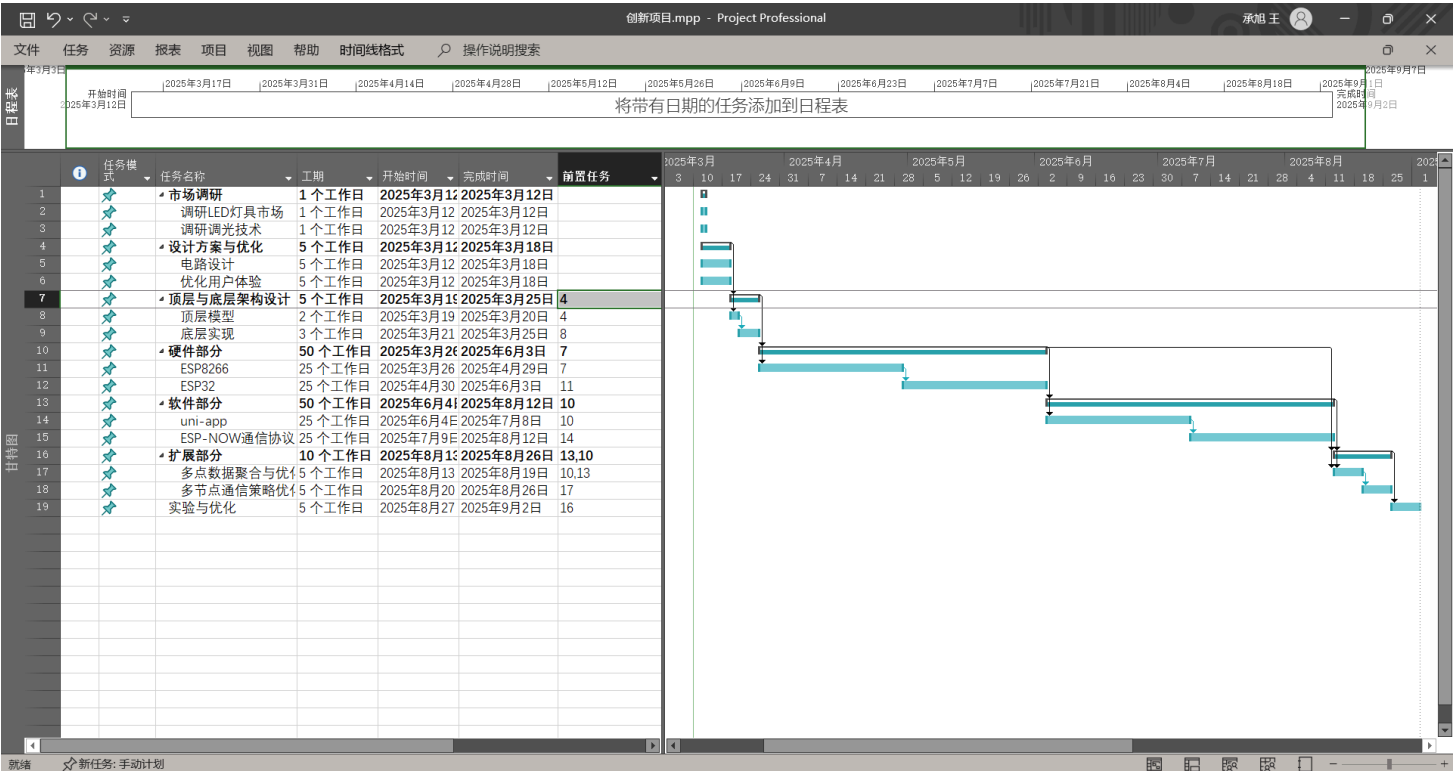 创新项目.mpp - Project Professional
承旭 王
文件 任务 资源 报表 项目 视图 帮助 时间线格式 操作说明搜索
年3月3日 2025年9月7日
2025年3月17日 2025年3月31日 2025年4月14日 2025年4月28日 2025年5月12日 2025年5月26日 2025年6月9日 2025年6月23日 2025年7月7日 2025年7月21日 2025年8月4日 2025年8月18日 2025年9月1日
日程表
开始时间
2025年3月12日
将带有日期的任务添加到日程表
完成时间
2025年9月2日
任务模式 任务名称 工期 开始时间 完成时间 前置任务
2025年3月 2025年4月 2025年5月 2025年6月 2025年7月 2025年8月 2025
3 10 17 24 31 7 14 21 28 5 12 19 26 2 9 16 23 30 7 14 21 28 4 11 18 25 1
1 市场调研 1 个工作日 2025年3月12 2025年3月12日
2 调研LED灯具市场 1 个工作日 2025年3月12 2025年3月12日
3 调研调光技术 1 个工作日 2025年3月12 2025年3月12日
4 设计方案与优化 5 个工作日 2025年3月12 2025年3月18日
5 电路设计 5 个工作日 2025年3月12 2025年3月18日
6 优化用户体验 5 个工作日 2025年3月12 2025年3月18日
7 顶层与底层架构设计 5 个工作日 2025年3月19 2025年3月25日 4
8 顶层模型 2 个工作日 2025年3月19 2025年3月20日 4
9 底层实现 3 个工作日 2025年3月21 2025年3月25日 8
10 硬件部分 50 个工作日 2025年3月26 2025年6月3日 7
11 ESP8266 25 个工作日 2025年3月26 2025年4月29日 7
12 ESP32 25 个工作日 2025年4月30 2025年6月3日 11
13 软件部分 50 个工作日 2025年6月4日 2025年8月12日 10
14 uni-app 25 个工作日 2025年6月4日 2025年7月8日 10
15 ESP-NOW通信协议 25 个工作日 2025年7月9日 2025年8月12日 14
16 扩展部分 10 个工作日 2025年8月13 2025年8月26日 13,10
17 多点数据聚合与优化 5 个工作日 2025年8月13 2025年8月19日 10,13
18 多节点通信策略优化 5 个工作日 2025年8月20 2025年8月26日 17
19 实验与优化 5 个工作日 2025年8月27 2025年9月2日 16
甘特图
就绪 新任务: 手动计划